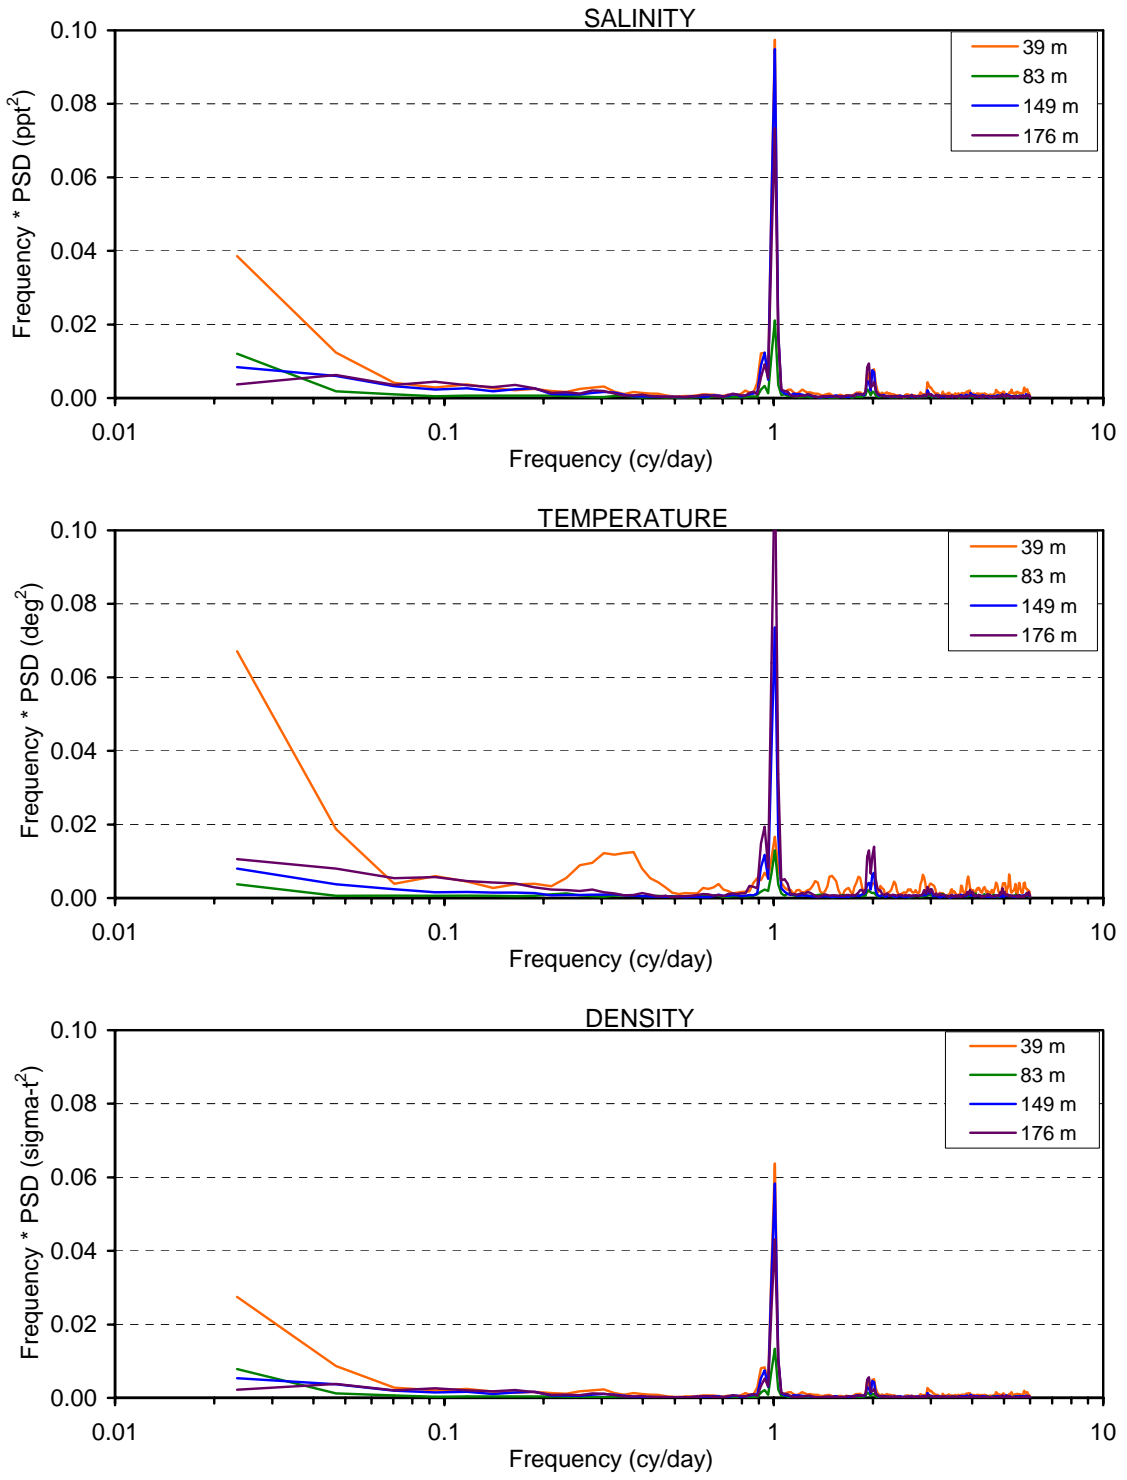 SALINITY
Frequency * PSD (ppt²)
0.10
0.08
0.06
0.04
0.02
0.00
0.01 0.1 1 10
Frequency (cy/day)
39 m
83 m
149 m
176 m
TEMPERATURE
Frequency * PSD (deg²)
0.10
0.08
0.06
0.04
0.02
0.00
0.01 0.1 1 10
Frequency (cy/day)
39 m
83 m
149 m
176 m
DENSITY
Frequency * PSD (sigma-t²)
0.10
0.08
0.06
0.04
0.02
0.00
0.01 0.1 1 10
Frequency (cy/day)
39 m
83 m
149 m
176 m